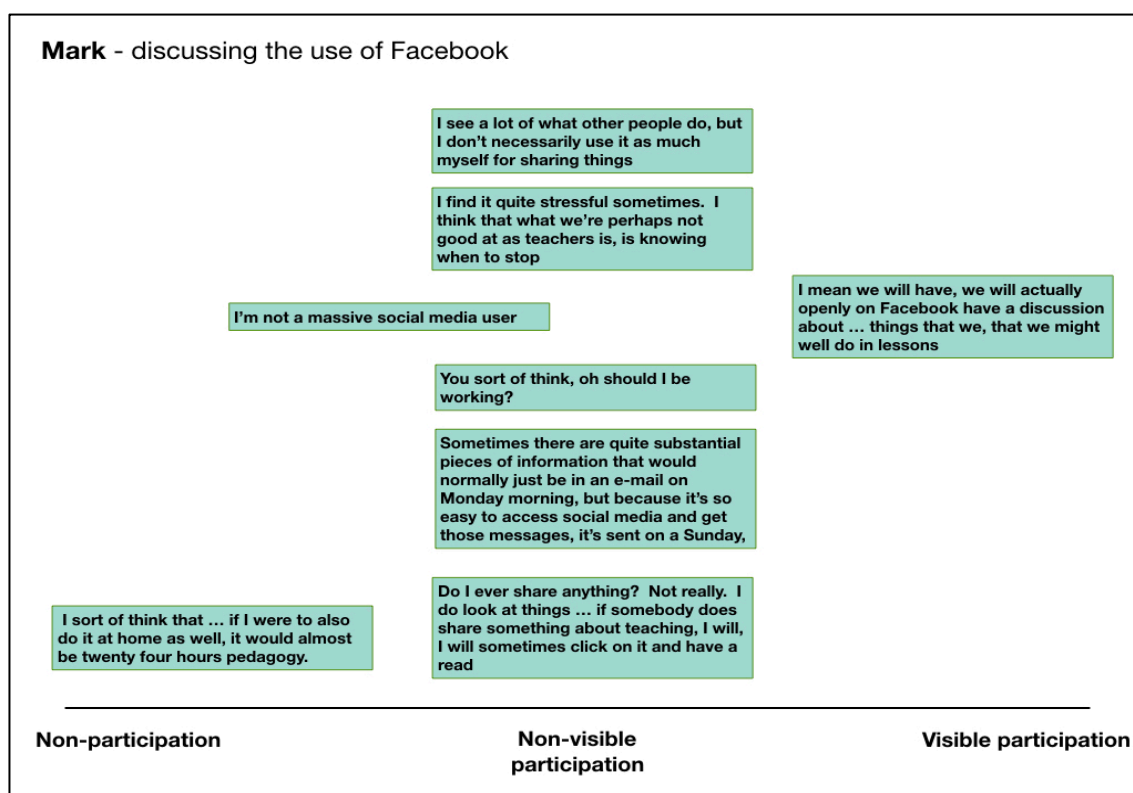 Mark - discussing the use of Facebook
I see a lot of what other people do, but
I don't necessarily use it as much
myself for sharing things
I find it quite stressful sometimes.  I
think that what we're perhaps not
good at as teachers is, is knowing
when to stop
I mean we will have, we will actually
openly on Facebook have a discussion
about … things that we, that we might
well do in lessons
I'm not a massive social media user
You sort of think, oh should I be
working?
Sometimes there are quite substantial
pieces of information that would
normally just be in an e-mail on
Monday morning, but because it's so
easy to access social media and get
those messages, it's sent on a Sunday,
Do I ever share anything?  Not really.  I
do look at things … if somebody does
share something about teaching, I will,
I will sometimes click on it and have a
read
I sort of think that … if I were to also
do it at home as well, it would almost
be twenty four hours pedagogy.
Non-participation
Non-visible
participation
Visible participation